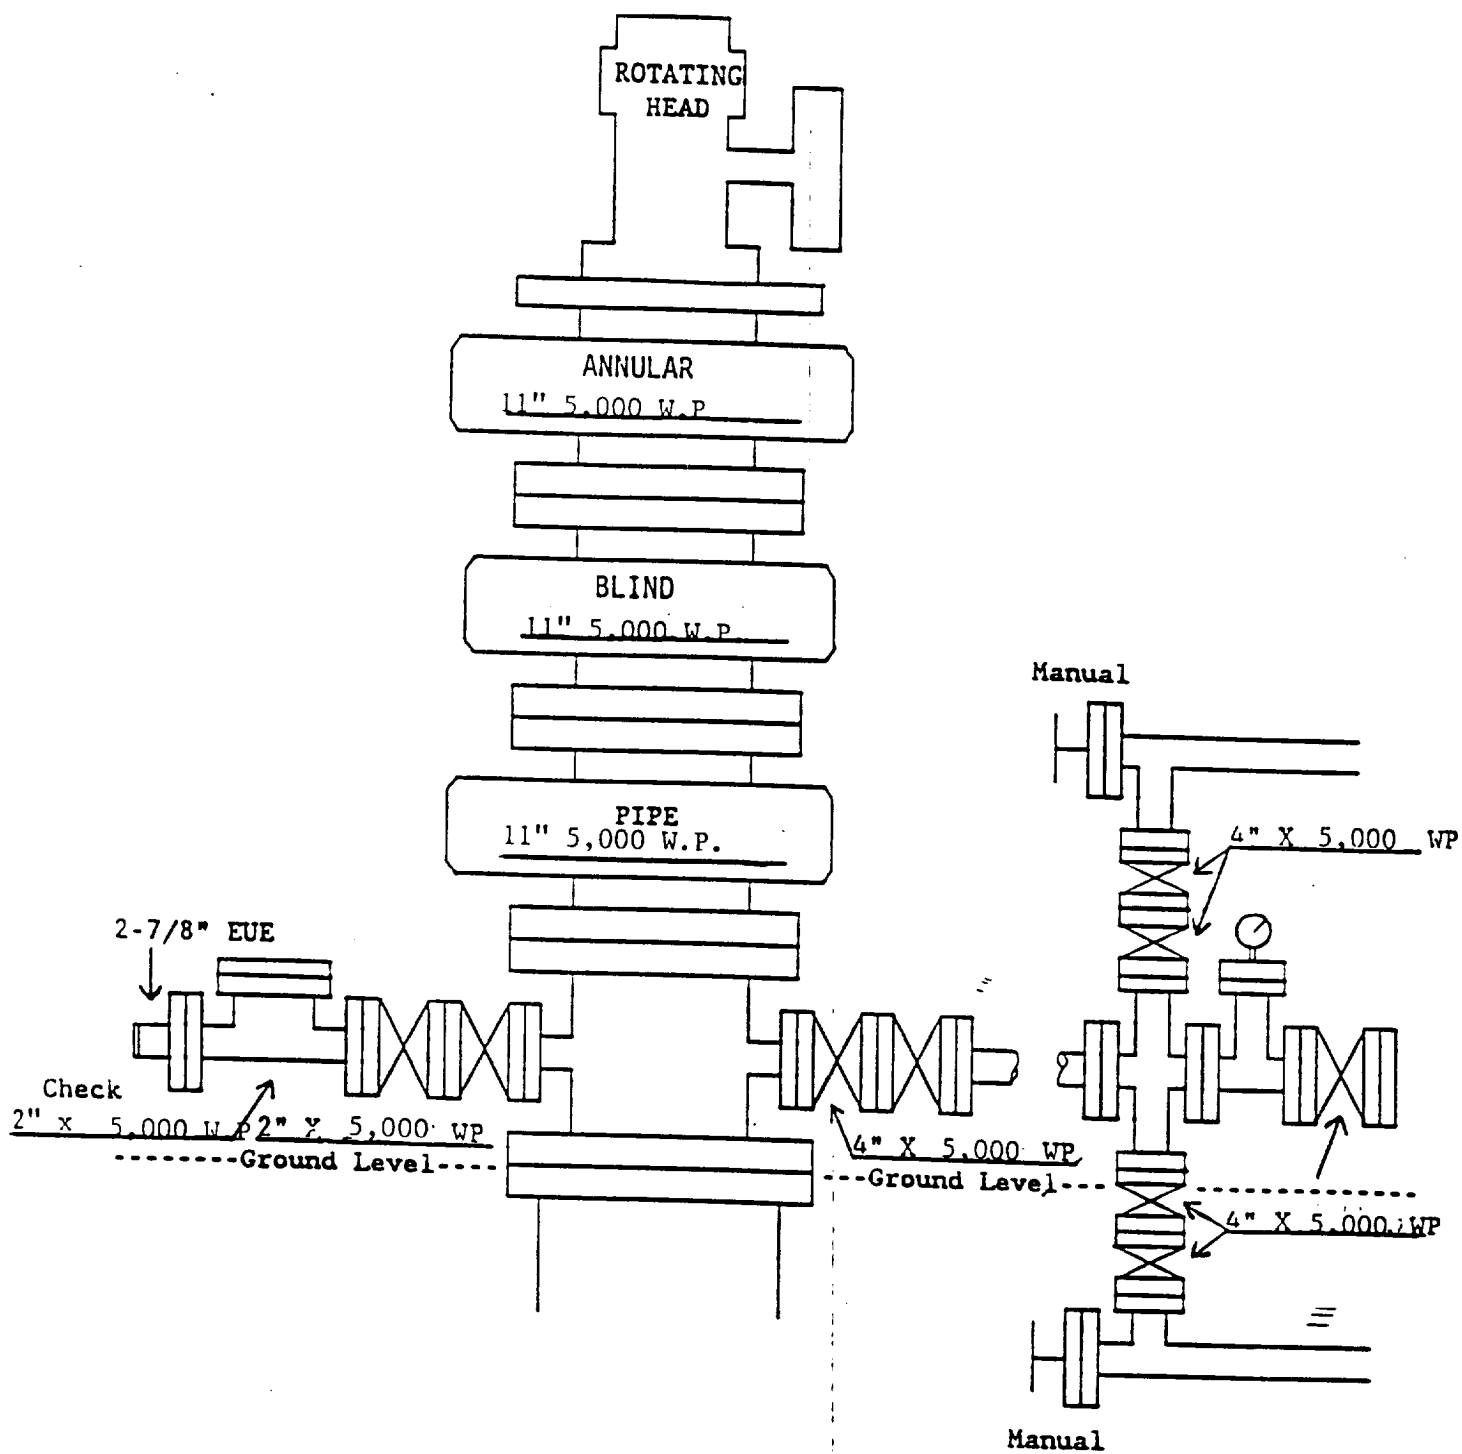 ROTATING
HEAD
ANNULAR
11" 5,000 W.P
BLIND
11" 5,000 W.P
Manual
PIPE
11" 5,000 W.P.
4" X 5,000 WP
2-7/8" EUE
Check
2" x 5,000 W.P
2" X 5,000 WP
4" X 5,000 WP
----Ground Level----
----Ground Level----
4" X 5,000 WP
Manual